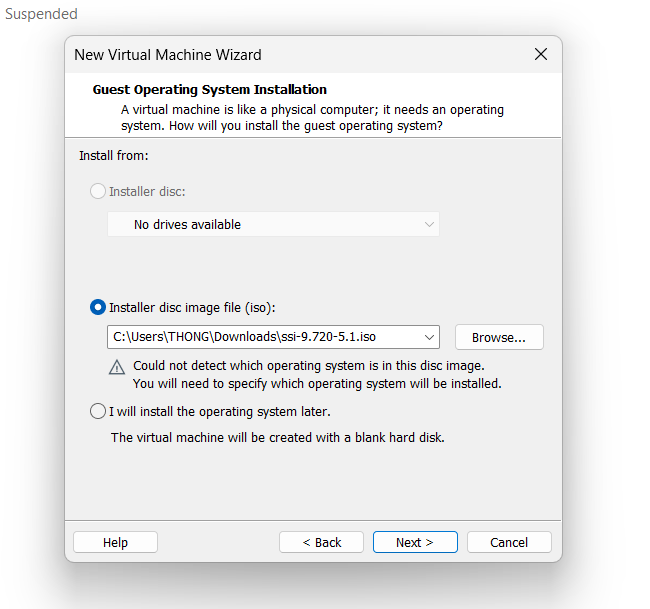 Suspended
New Virtual Machine Wizard
Guest Operating System Installation
A virtual machine is like a physical computer; it needs an operating
system. How will you install the guest operating system?
Install from:
Installer disc:
No drives available
Installer disc image file (iso):
C:\Users\THONG\Downloads\ssi-9.720-5.1.iso
Browse...
Could not detect which operating system is in this disc image.
You will need to specify which operating system will be installed.
I will install the operating system later.
The virtual machine will be created with a blank hard disk.
Help
< Back
Next >
Cancel